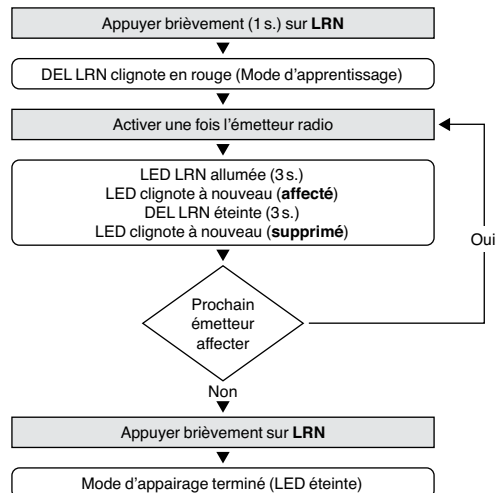 Appuyer brièvement (1 s.) sur LRN
DEL LRN clignote en rouge (Mode d'apprentissage)
Activer une fois l'émetteur radio
LED LRN allumée (3 s.)
LED clignote à nouveau (affecté)
DEL LRN éteinte (3 s.)
LED clignote à nouveau (supprimé)
Oui
Prochain
émetteur
affecter
Non
Appuyer brièvement sur LRN
Mode d'appairage terminé (LED éteinte)